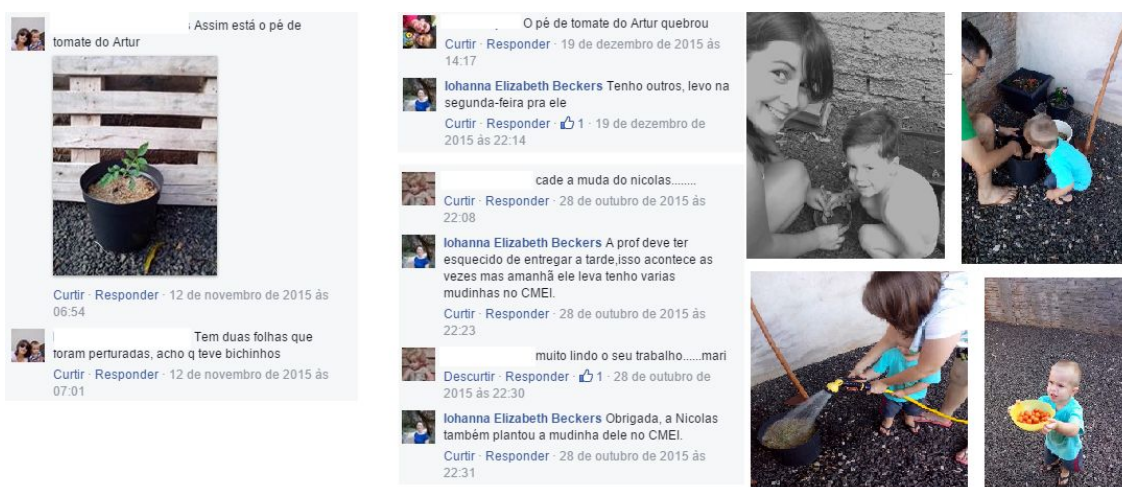 Assim está o pé de
tomate do Artur
Curtir · Responder · 12 de novembro de 2015 às
06:54
Tem duas folhas que
foram perfuradas, acho q teve bichinhos
Curtir · Responder · 12 de novembro de 2015 às
07:01
O pé de tomate do Artur quebrou
Curtir · Responder · 19 de dezembro de 2015 às
14:17
Iohanna Elizabeth Beckers Tenho outros, levo na
segunda-feira pra ele
Curtir · Responder · 1 · 19 de dezembro de
2015 às 22:14
cade a muda do nicolas........
Curtir · Responder · 28 de outubro de 2015 às
22:08
Iohanna Elizabeth Beckers A prof deve ter
esquecido de entregar a tarde,isso acontece as
vezes mas amanhã ele leva tenho varias
mudinhas no CMEI.
Curtir · Responder · 28 de outubro de 2015 às
22:23
muito lindo o seu trabalho......mari
Descurtir · Responder · 1 · 28 de outubro de
2015 às 22:30
Iohanna Elizabeth Beckers Obrigada, a Nicolas
também plantou a mudinha dele no CMEI.
Curtir · Responder · 28 de outubro de 2015 às
22:31